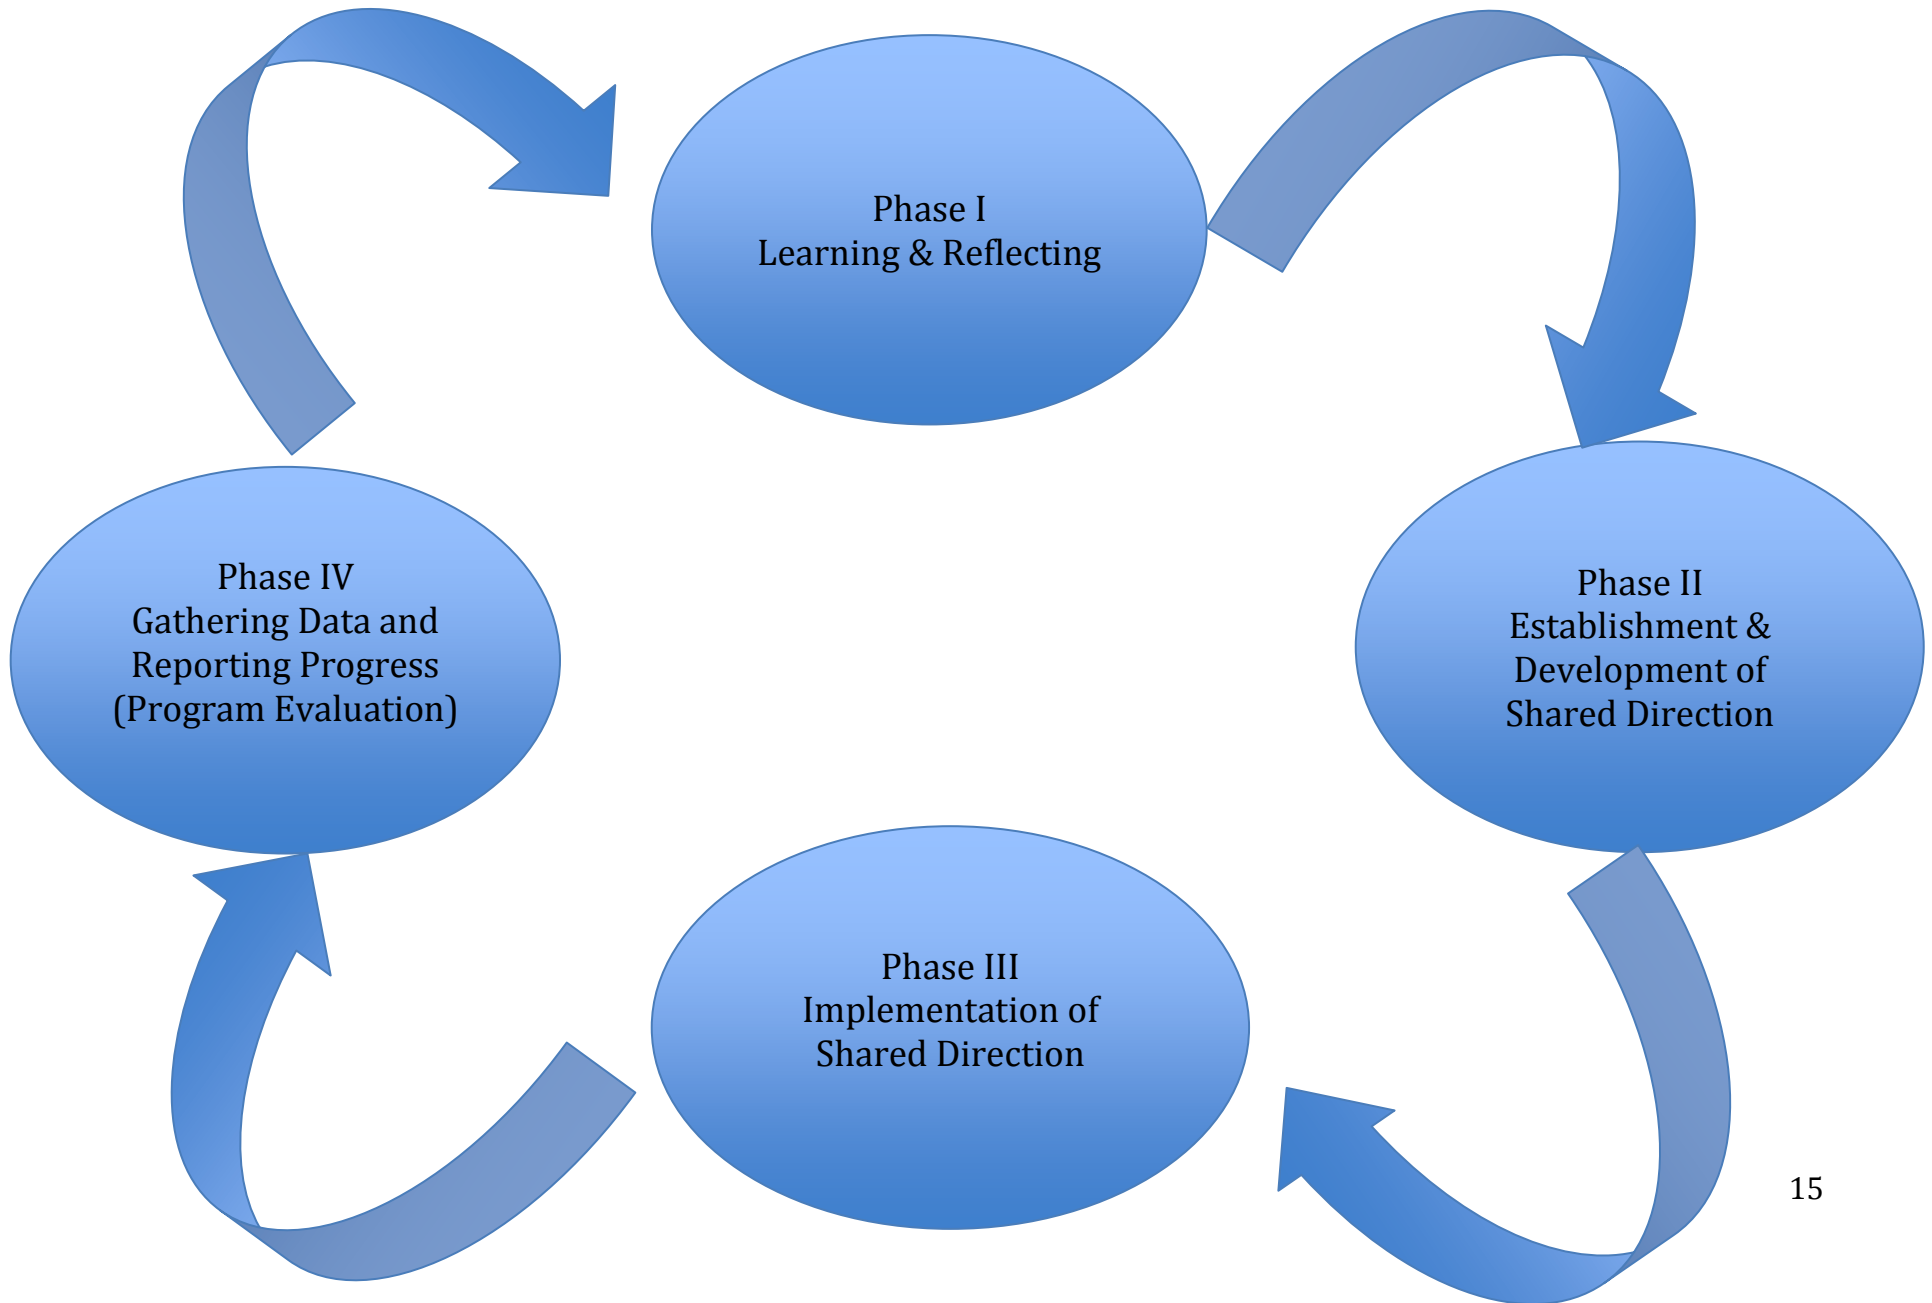 Phase I
Learning & Reflecting
Phase II
Establishment &
Development of
Shared Direction
Phase III
Implementation of
Shared Direction
Phase IV
Gathering Data and
Reporting Progress
(Program Evaluation)
15